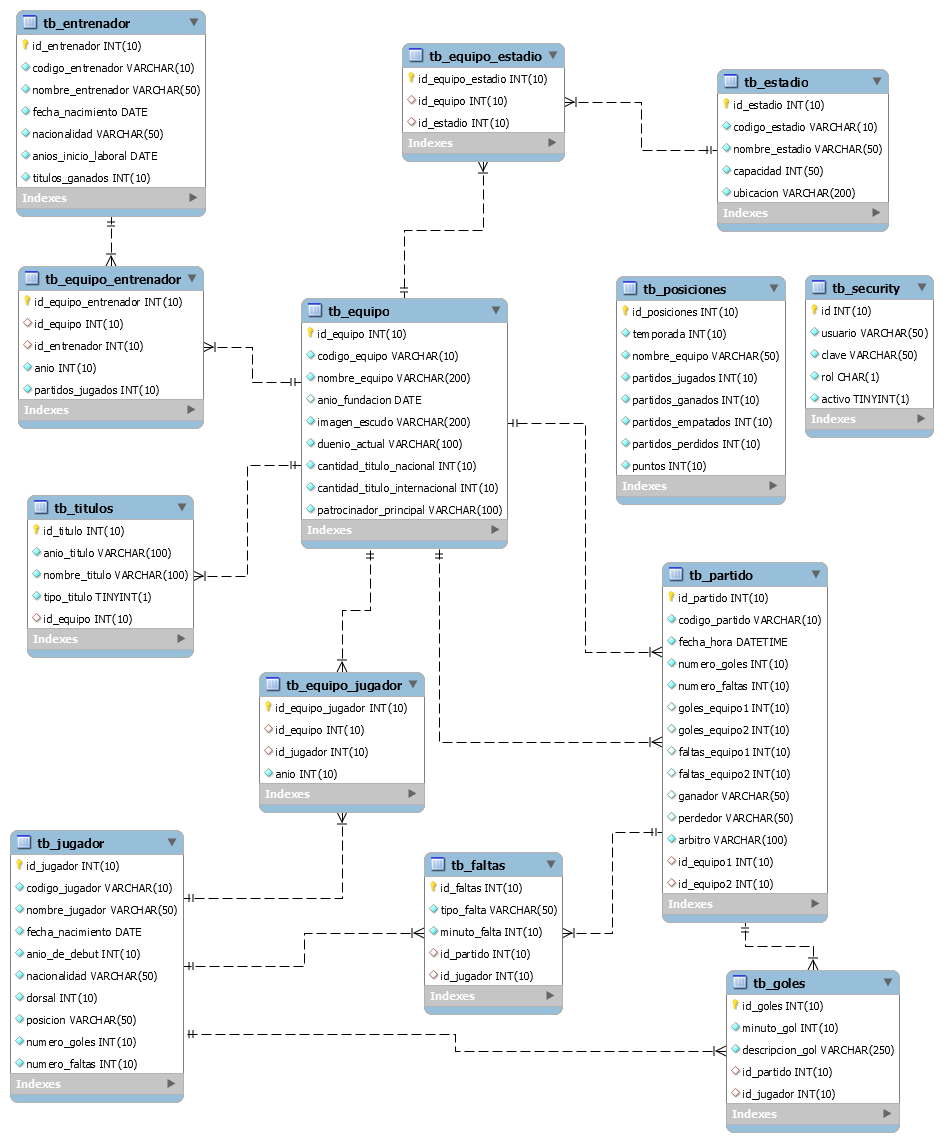 tb_entrenador
id_entrenador INT(10)
codigo_entrenador VARCHAR(10)
nombre_entrenador VARCHAR(50)
fecha_nacimiento DATE
nacionalidad VARCHAR(50)
anios_inicio_laboral DATE
titulos_ganados INT(10)
Indexes
tb_equipo_estadio
id_equipo_estadio INT(10)
id_equipo INT(10)
id_estadio INT(10)
Indexes
tb_estadio
id_estadio INT(10)
codigo_estadio VARCHAR(10)
nombre_estadio VARCHAR(50)
capacidad INT(50)
ubicacion VARCHAR(200)
Indexes
tb_equipo_entrenador
id_equipo_entrenador INT(10)
id_equipo INT(10)
id_entrenador INT(10)
anio INT(10)
partidos_jugados INT(10)
Indexes
tb_equipo
id_equipo INT(10)
codigo_equipo VARCHAR(10)
nombre_equipo VARCHAR(200)
anio_fundacion DATE
imagen_escudo VARCHAR(200)
duenio_actual VARCHAR(100)
cantidad_titulo_nacional INT(10)
cantidad_titulo_internacional INT(10)
patrocinador_principal VARCHAR(100)
Indexes
tb_posiciones
id_posiciones INT(10)
temporada INT(10)
nombre_equipo VARCHAR(50)
partidos_jugados INT(10)
partidos_ganados INT(10)
partidos_empatados INT(10)
partidos_perdidos INT(10)
puntos INT(10)
Indexes
tb_security
id INT(10)
usuario VARCHAR(50)
clave VARCHAR(50)
rol CHAR(1)
activo TINYINT(1)
Indexes
tb_titulos
id_titulo INT(10)
anio_titulo VARCHAR(100)
nombre_titulo VARCHAR(100)
tipo_titulo TINYINT(1)
id_equipo INT(10)
Indexes
tb_partido
id_partido INT(10)
codigo_partido VARCHAR(10)
fecha_hora DATETIME
numero_goles INT(10)
numero_faltas INT(10)
goles_equipo1 INT(10)
goles_equipo2 INT(10)
faltas_equipo1 INT(10)
faltas_equipo2 INT(10)
ganador VARCHAR(50)
perdedor VARCHAR(50)
arbitro VARCHAR(100)
id_equipo1 INT(10)
id_equipo2 INT(10)
Indexes
tb_equipo_jugador
id_equipo_jugador INT(10)
id_equipo INT(10)
id_jugador INT(10)
anio INT(10)
Indexes
tb_jugador
id_jugador INT(10)
codigo_jugador VARCHAR(10)
nombre_jugador VARCHAR(50)
fecha_nacimiento DATE
anio_de_debut INT(10)
nacionalidad VARCHAR(50)
dorsal INT(10)
posicion VARCHAR(50)
numero_goles INT(10)
numero_faltas INT(10)
Indexes
tb_faltas
id_faltas INT(10)
tipo_falta VARCHAR(50)
minuto_falta INT(10)
id_partido INT(10)
id_jugador INT(10)
Indexes
tb_goles
id_goles INT(10)
minuto_gol INT(10)
descripcion_gol VARCHAR(250)
id_partido INT(10)
id_jugador INT(10)
Indexes